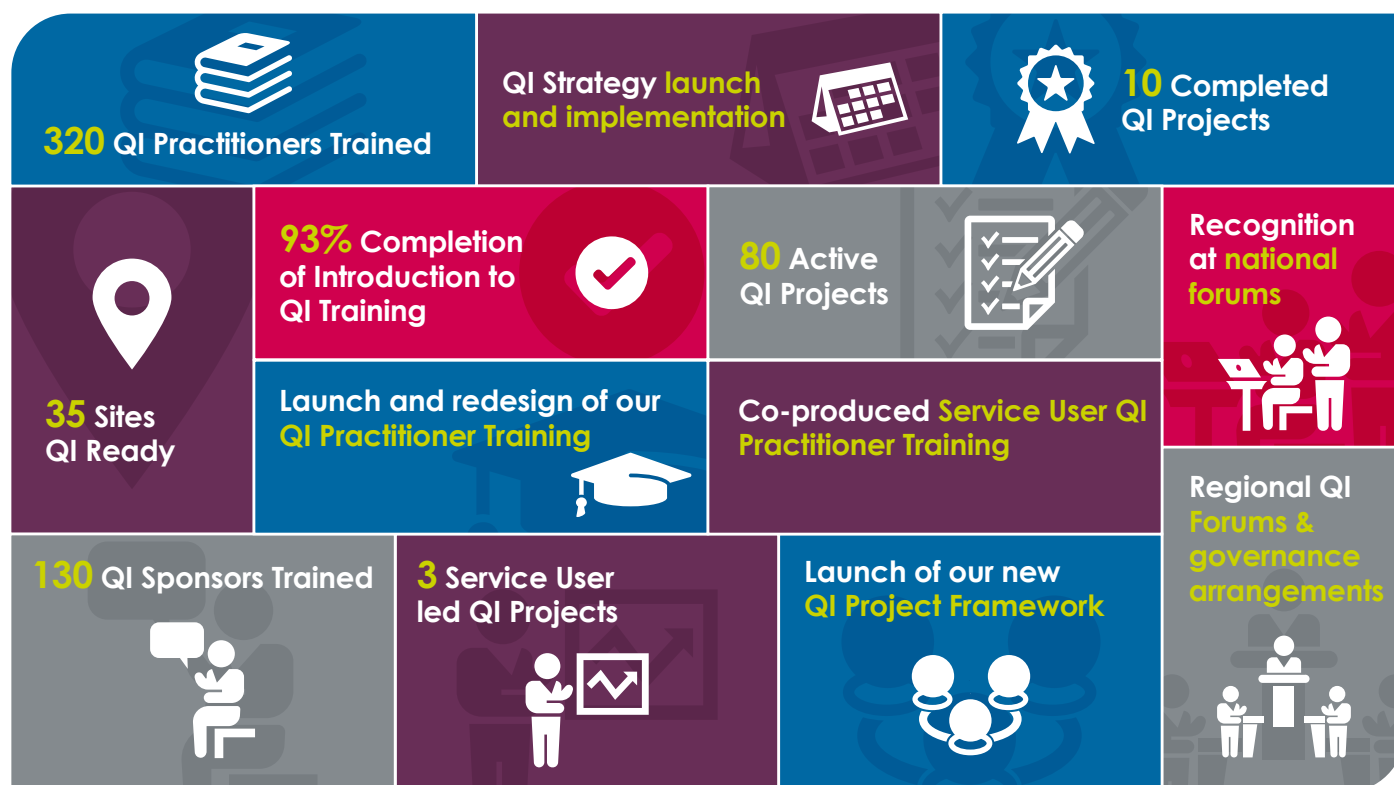 320 QI Practitioners Trained
QI Strategy launch
and implementation
10 Completed
QI Projects
35 Sites
QI Ready
93% Completion
of Introduction to
QI Training
80 Active
QI Projects
Recognition
at national
forums
Launch and redesign of our
QI Practitioner Training
Co-produced Service User QI
Practitioner Training
Regional QI
Forums &
governance
arrangements
130 QI Sponsors Trained
3 Service User
led QI Projects
Launch of our new
QI Project Framework